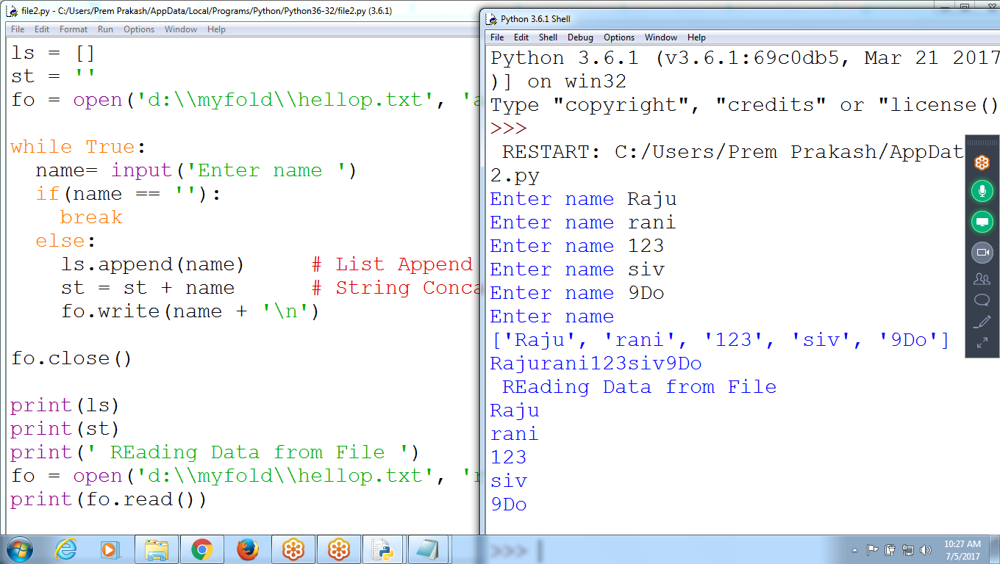 file2.py - C:/Users/Prem Prakash/AppData/Local/Programs/Python/Python36-32/file2.py (3.6.1)
File Edit Format Run Options Window Help
ls = []
st = ''
fo = open('d:\\myfold\\hellop.txt', 'a
while True:
name= input('Enter name ')
if(name == ''):
break
else:
ls.append(name) # List Append
st = st + name # String Conca
fo.write(name + '\n')
fo.close()
print(ls)
print(st)
print(' REading Data from File ')
fo = open('d:\\myfold\\hellop.txt', 'r
print(fo.read())
Python 3.6.1 Shell
File Edit Shell Debug Options Window Help
Python 3.6.1 (v3.6.1:69c0db5, Mar 21 2017
)] on win32
Type "copyright", "credits" or "license()
>>>
RESTART: C:/Users/Prem Prakash/AppDat
2.py
Enter name Raju
Enter name rani
Enter name 123
Enter name siv
Enter name 9Do
Enter name
['Raju', 'rani', '123', 'siv', '9Do']
Rajurani123siv9Do
REading Data from File
Raju
rani
123
siv
9Do
>>>
10:27 AM
7/5/2017